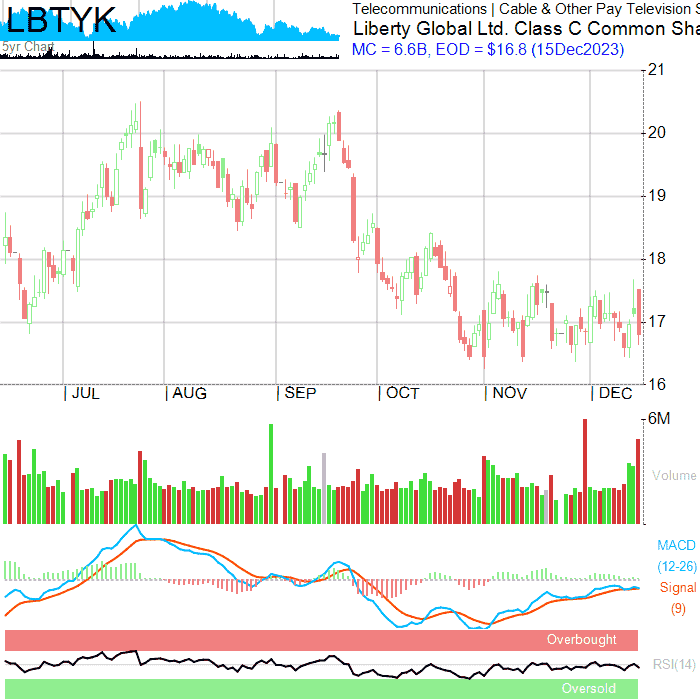 LBTYK
5yr Chart
Telecommunications | Cable & Other Pay Television S
Liberty Global Ltd. Class C Common Sha
MC = 6.6B, EOD = $16.8 (15Dec2023)
21
20
19
18
17
16
JUL AUG SEP OCT NOV DEC
6M
Volume
MACD
(12-26)
Signal
(9)
Overbought
RSI(14)
Oversold